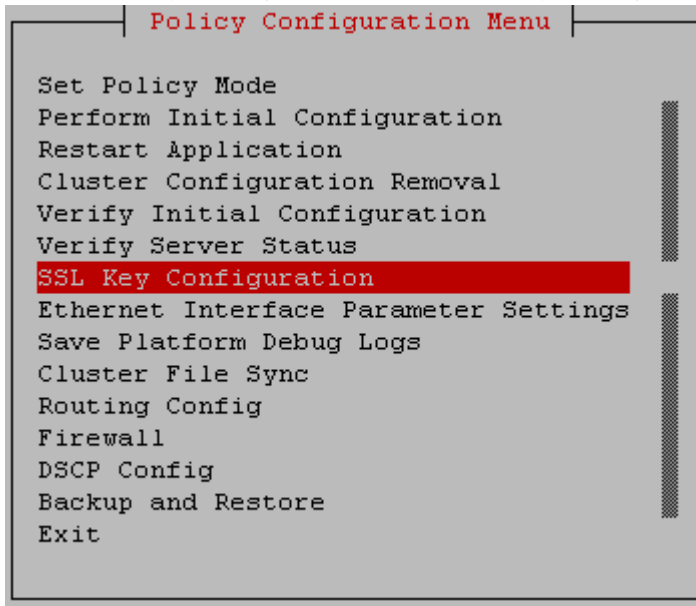 Policy Configuration Menu
Set Policy Mode
Perform Initial Configuration
Restart Application
Cluster Configuration Removal
Verify Initial Configuration
Verify Server Status
SSL Key Configuration
Ethernet Interface Parameter Settings
Save Platform Debug Logs
Cluster File Sync
Routing Config
Firewall
DSCP Config
Backup and Restore
Exit